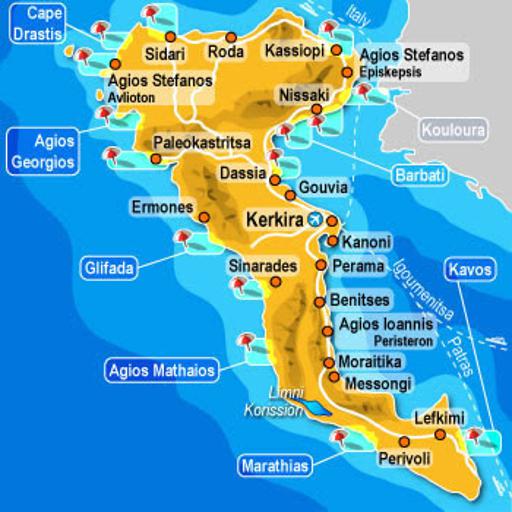 Cape
Drastis
Italy
Sidari
Roda
Kassiopi
Agios Stefanos
Episkepsis
Agios Stefanos
Avlioton
Nissaki
Kouloura
Agios
Georgios
Paleokastritsa
Dassia
Barbati
Gouvia
Ermones
Kerkira
Kanoni
Glifada
Sinarades
Perama
Igoumenitsa
Kavos
Benitses
Agios Ioannis
Peristeron
Patras
Agios Mathaios
Moraitika
Messongi
Limni
Korission
Lefkimi
Marathias
Perivoli